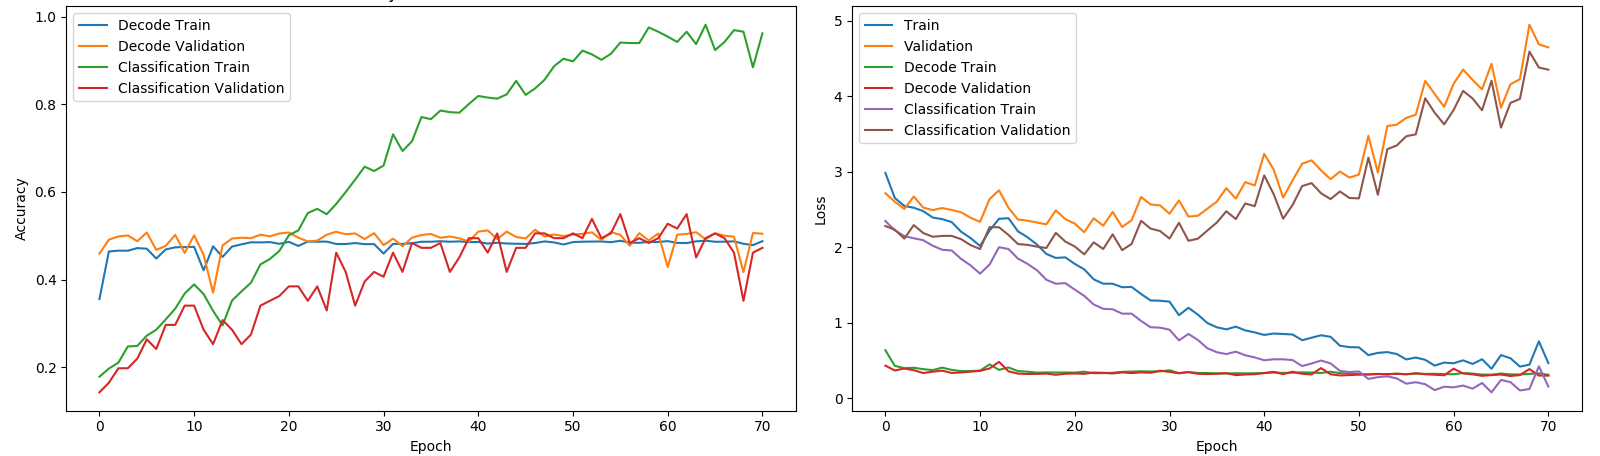 Decode Train
Decode Validation
Classification Train
Classification Validation
1.0
0.8
0.6
0.4
0.2
Accuracy
0 10 20 30 40 50 60 70
Epoch
Train
Validation
Decode Train
Decode Validation
Classification Train
Classification Validation
5
4
3
2
1
0
Loss
0 10 20 30 40 50 60 70
Epoch